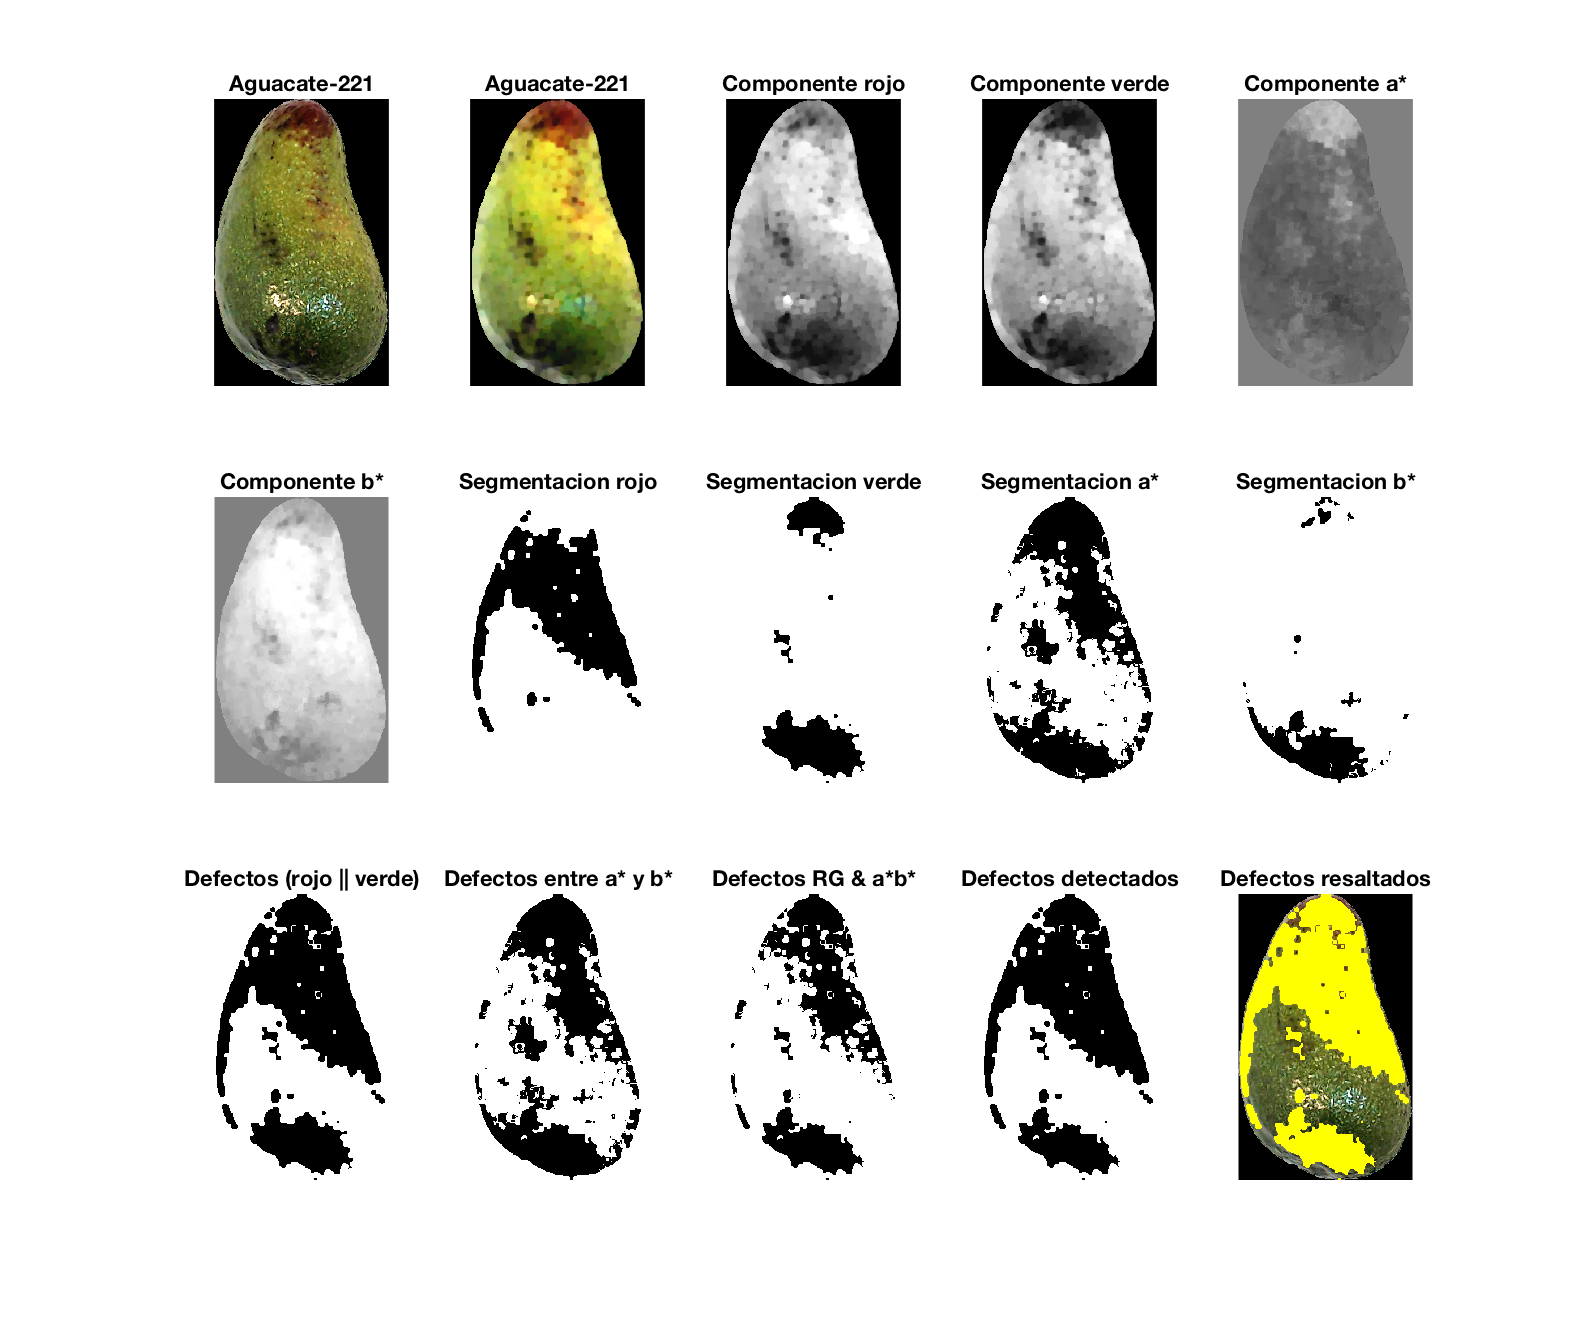 Aguacate-221
Aguacate-221
Componente rojo
Componente verde
Componente a*
Componente b*
Segmentacion rojo
Segmentacion verde
Segmentacion a*
Segmentacion b*
Defectos (rojo || verde)
Defectos entre a* y b*
Defectos RG & a*b*
Defectos detectados
Defectos resaltados